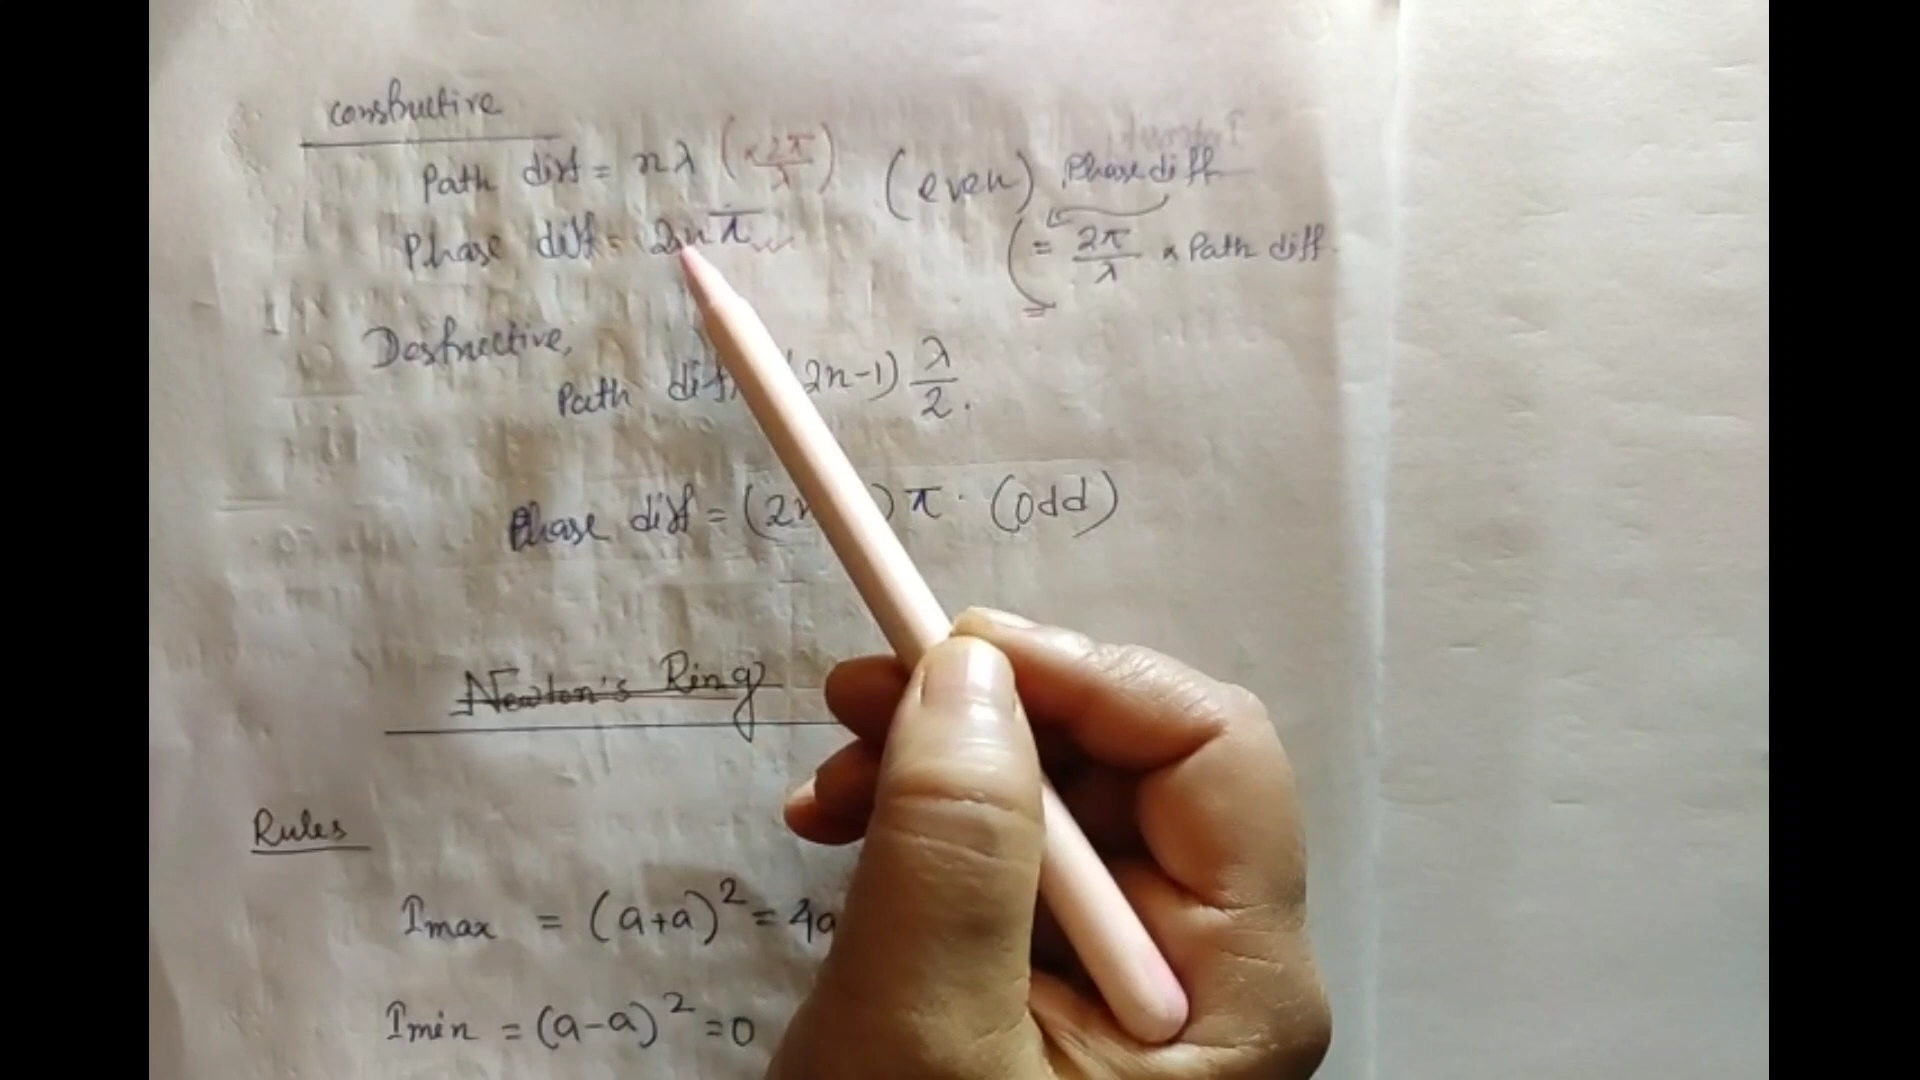 constructive
Path diff = nλ (× 2π/λ) (even) Phase diff
Phase diff = 2nπ (= 2π/λ × Path diff
Destructive,
Path diff (2n-1) λ/2.
Phase diff = (2n )π. (odd)
Newton's Ring
Rules
Imax = (a+a)² = 4a
Imin = (a-a)² = 0